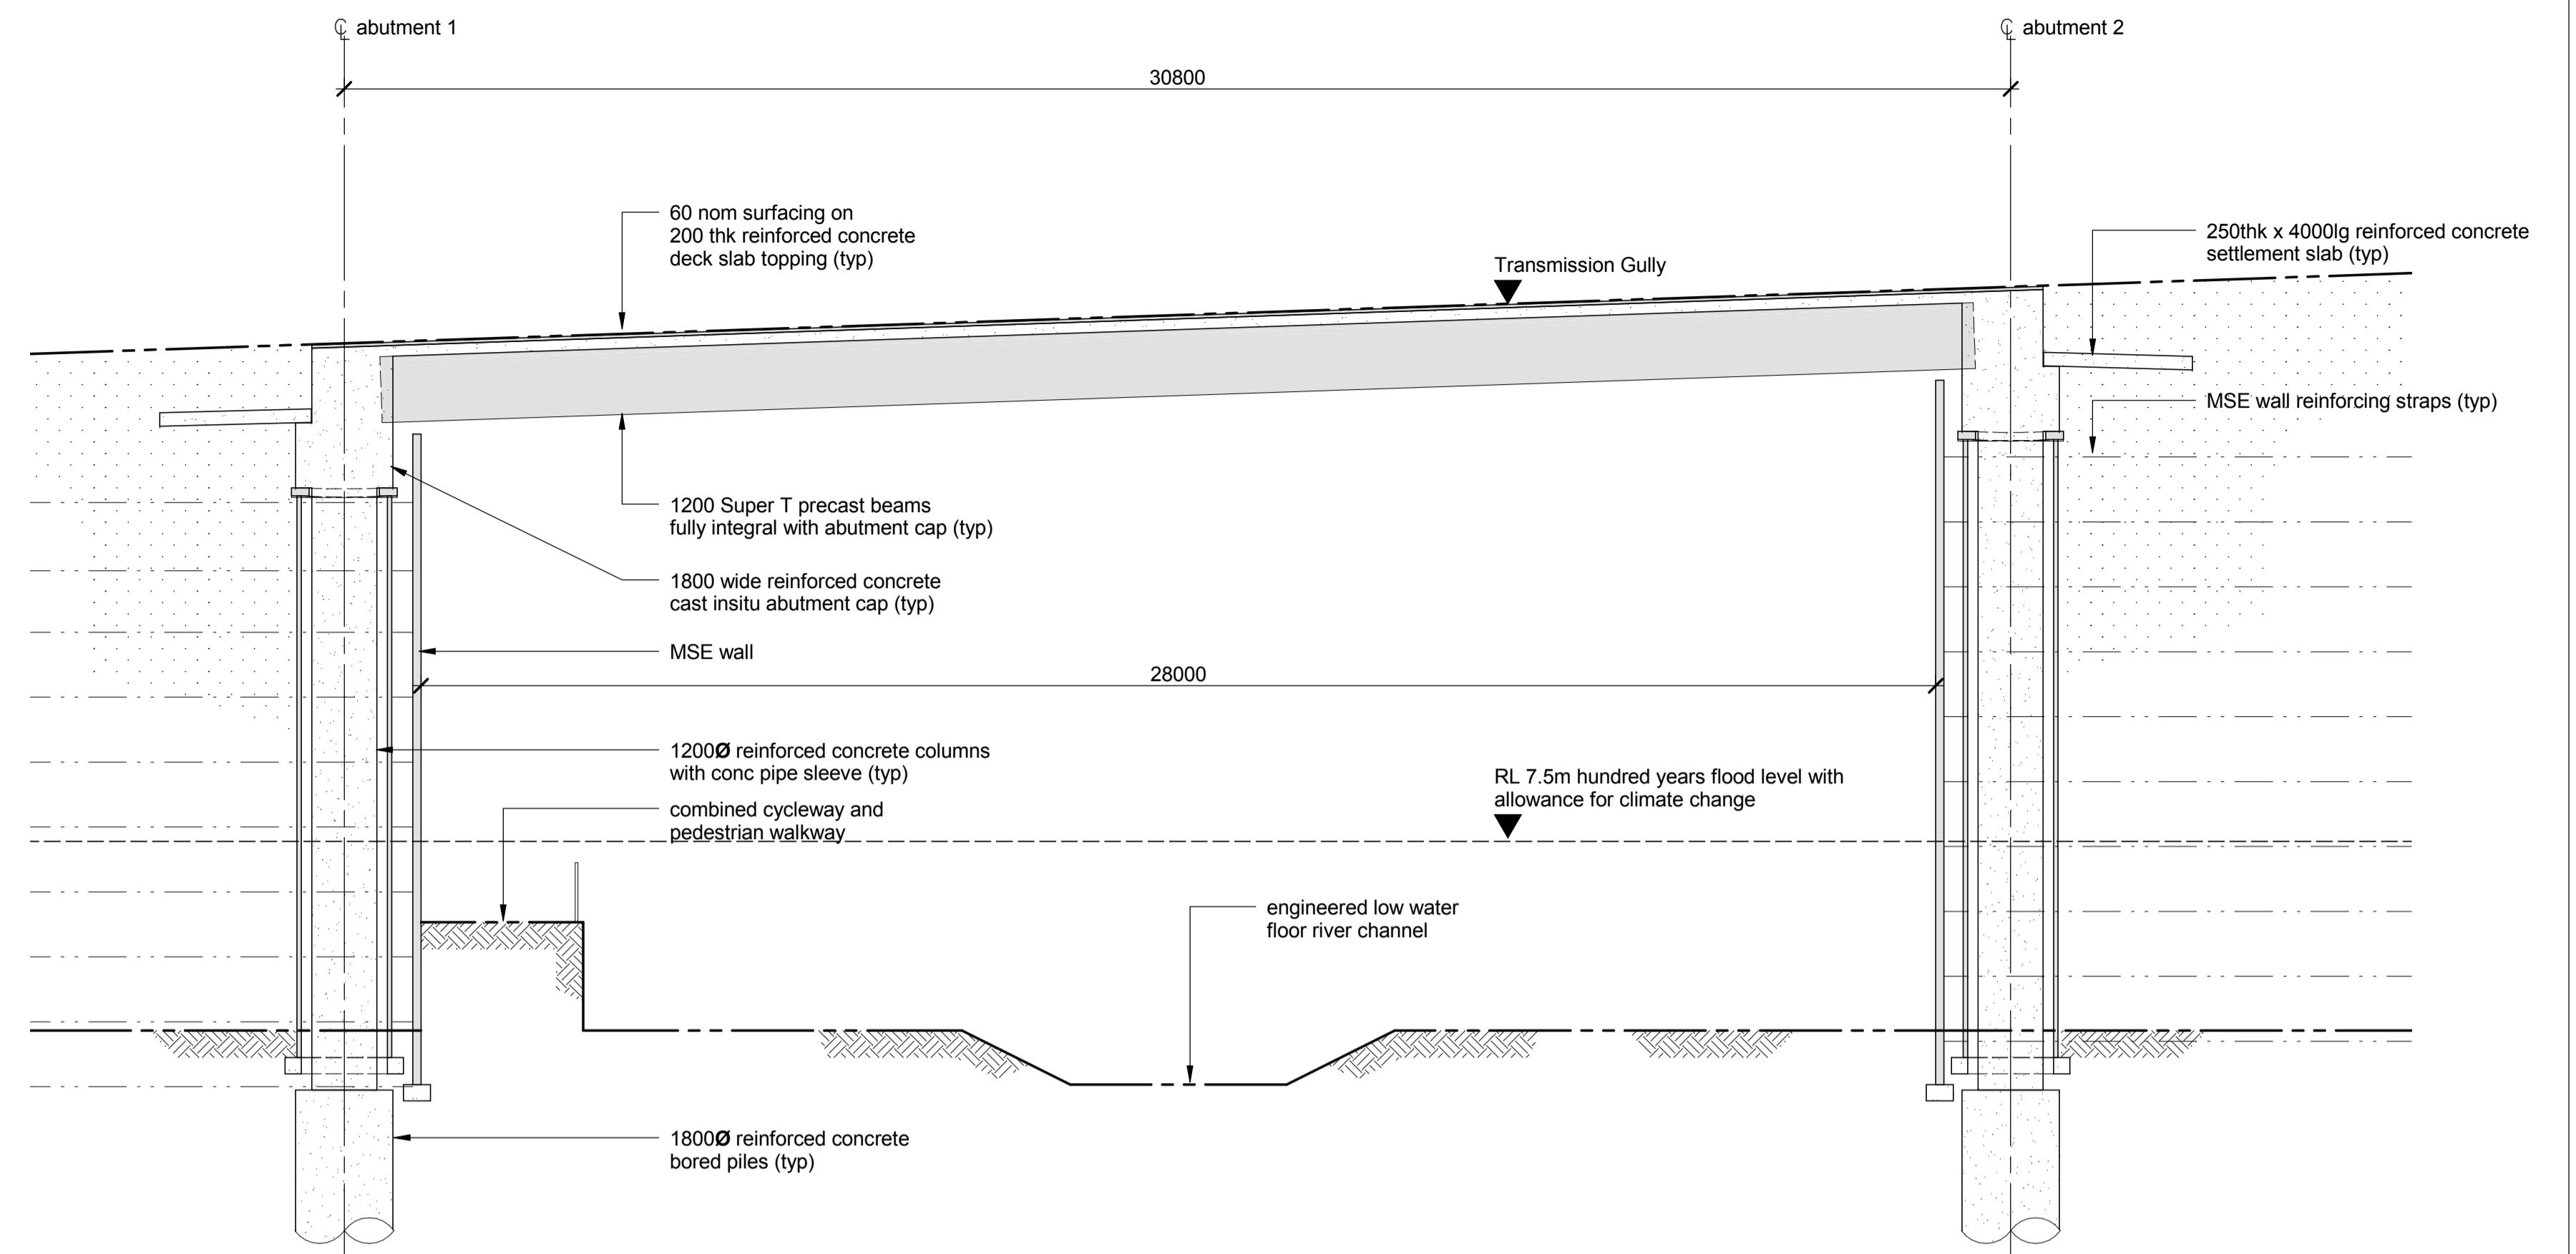 ℄ abutment 1
℄ abutment 2
30800
60 nom surfacing on
200 thk reinforced concrete
deck slab topping (typ)
Transmission Gully
250thk x 4000lg reinforced concrete
settlement slab (typ)
MSE wall reinforcing straps (typ)
1200 Super T precast beams
fully integral with abutment cap (typ)
1800 wide reinforced concrete
cast insitu abutment cap (typ)
MSE wall
28000
1200Ø reinforced concrete columns
with conc pipe sleeve (typ)
RL 7.5m hundred years flood level with
allowance for climate change
combined cycleway and
pedestrian walkway
engineered low water
floor river channel
1800Ø reinforced concrete
bored piles (typ)